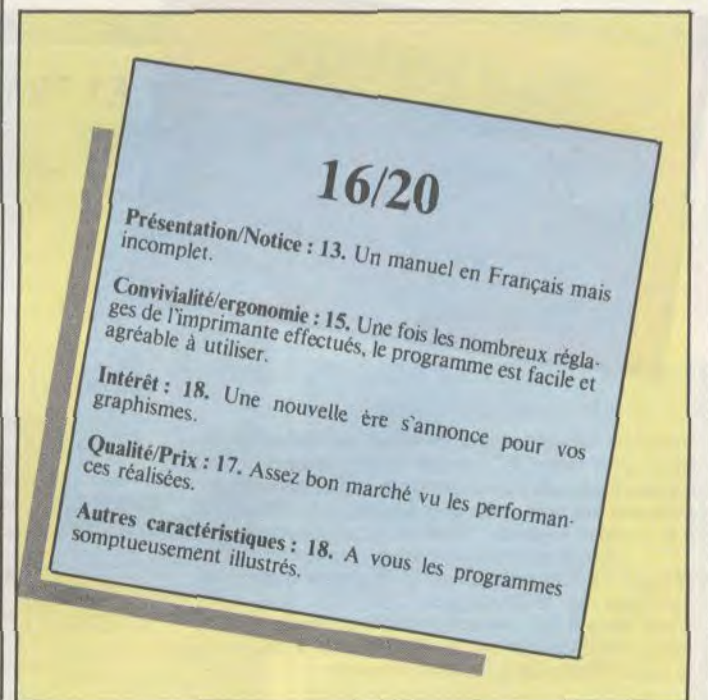 16/20
Présentation/Notice : 13. Un manuel en Français mais
incomplet.
Convivialité/ergonomie : 15. Une fois les nombreux régla-
ges de l'imprimante effectués, le programme est facile et
agréable à utiliser.
Intérêt : 18. Une nouvelle ère s'annonce pour vos
graphismes.
Qualité/Prix : 17. Assez bon marché vu les performan-
ces réalisées.
Autres caractéristiques : 18. A vous les programmes
somptueusement illustrés.